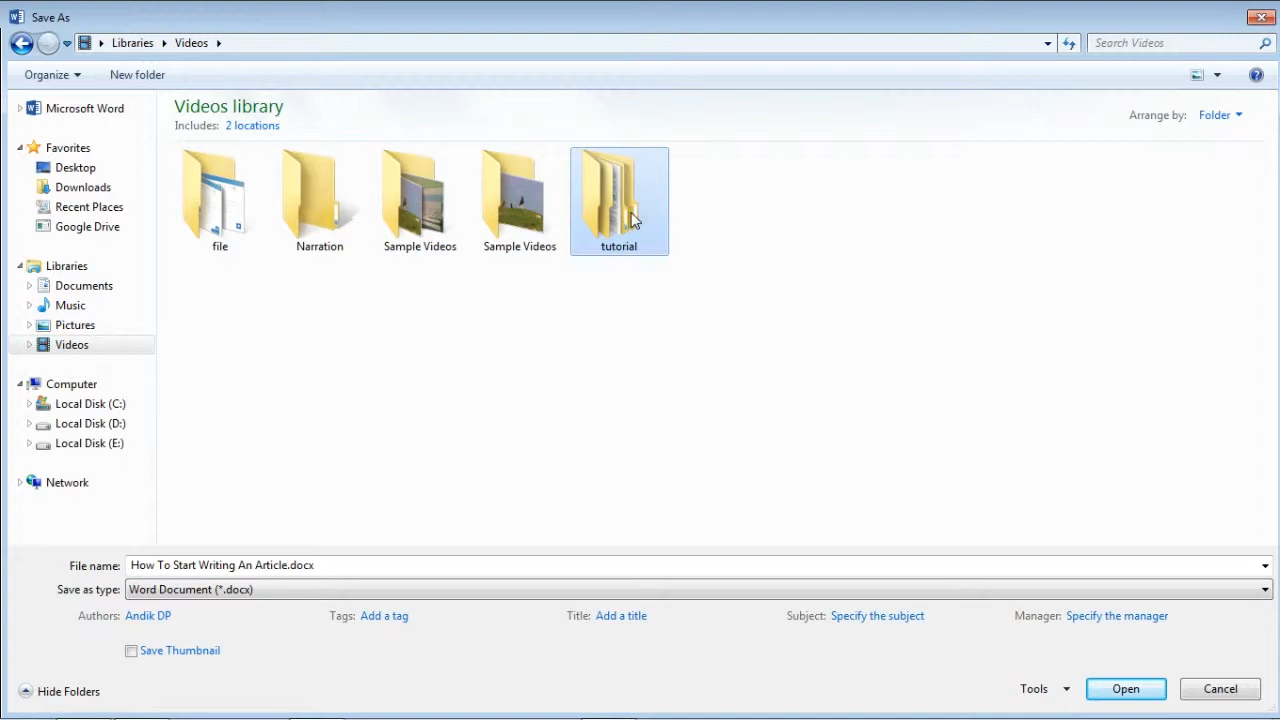 Save As
Libraries Videos
Search Videos
Organize New folder
Microsoft Word
Favorites
Desktop
Downloads
Recent Places
Google Drive
Libraries
Documents
Music
Pictures
Videos
Computer
Local Disk (C:)
Local Disk (D:)
Local Disk (E:)
Network
Videos library
Includes: 2 locations
Arrange by: Folder
file Narration Sample Videos Sample Videos tutorial
File name: How To Start Writing An Article.docx
Save as type: Word Document (*.docx)
Authors: Andik DP Tags: Add a tag Title: Add a title Subject: Specify the subject Manager: Specify the manager
Save Thumbnail
Hide Folders Tools Open Cancel